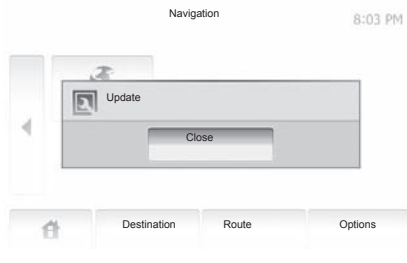 Navigation
8:03 PM
Update
Close
Destination Route Options